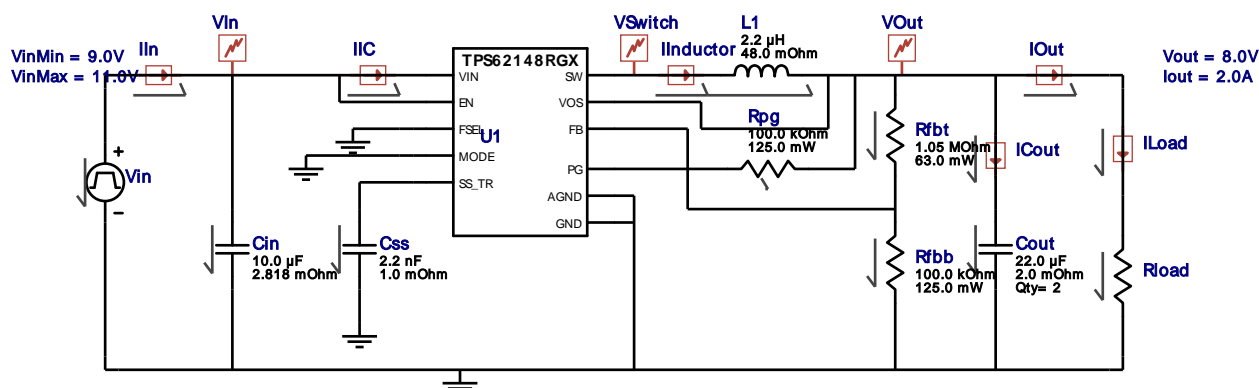 VIn
VSwitch
L1
2.2 µH
48.0 mOhm
VOut
VinMin = 9.0V
VinMax = 11.0V
IIn
IIC
TPS62148RGX
IInductor
IOut
Vout = 8.0V
Iout = 2.0A
VIN
SW
EN
VOS
FSEL
U1
FB
MODE
PG
SS_TR
AGND
GND
Rpg
100.0 kOhm
125.0 mW
Rfbt
1.05 MOhm
63.0 mW
ICout
ILoad
+
Vin
−
Cin
10.0 µF
2.818 mOhm
Css
2.2 nF
1.0 mOhm
Rfbb
100.0 kOhm
125.0 mW
Cout
22.0 µF
2.0 mOhm
Qty= 2
Rload